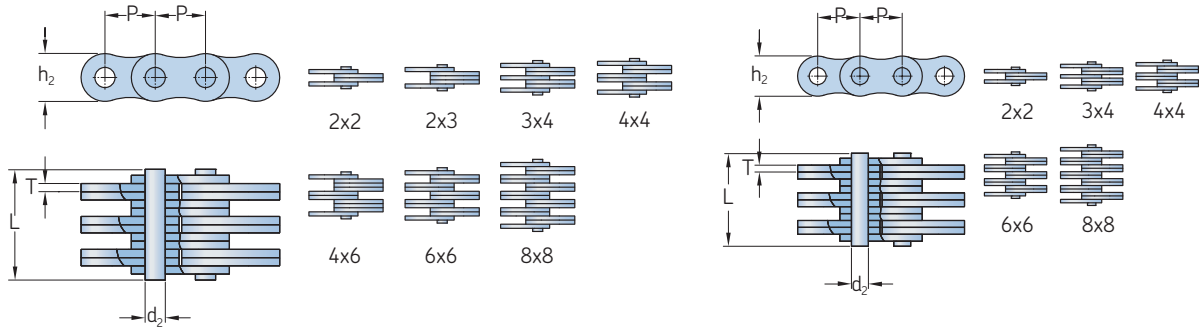 P P
h₂
2x2 2x3 3x4 4x4
T
L
4x6 6x6 8x8
d₂
P P
h₂
2x2 3x4 4x4
T
L
6x6 8x8
d₂